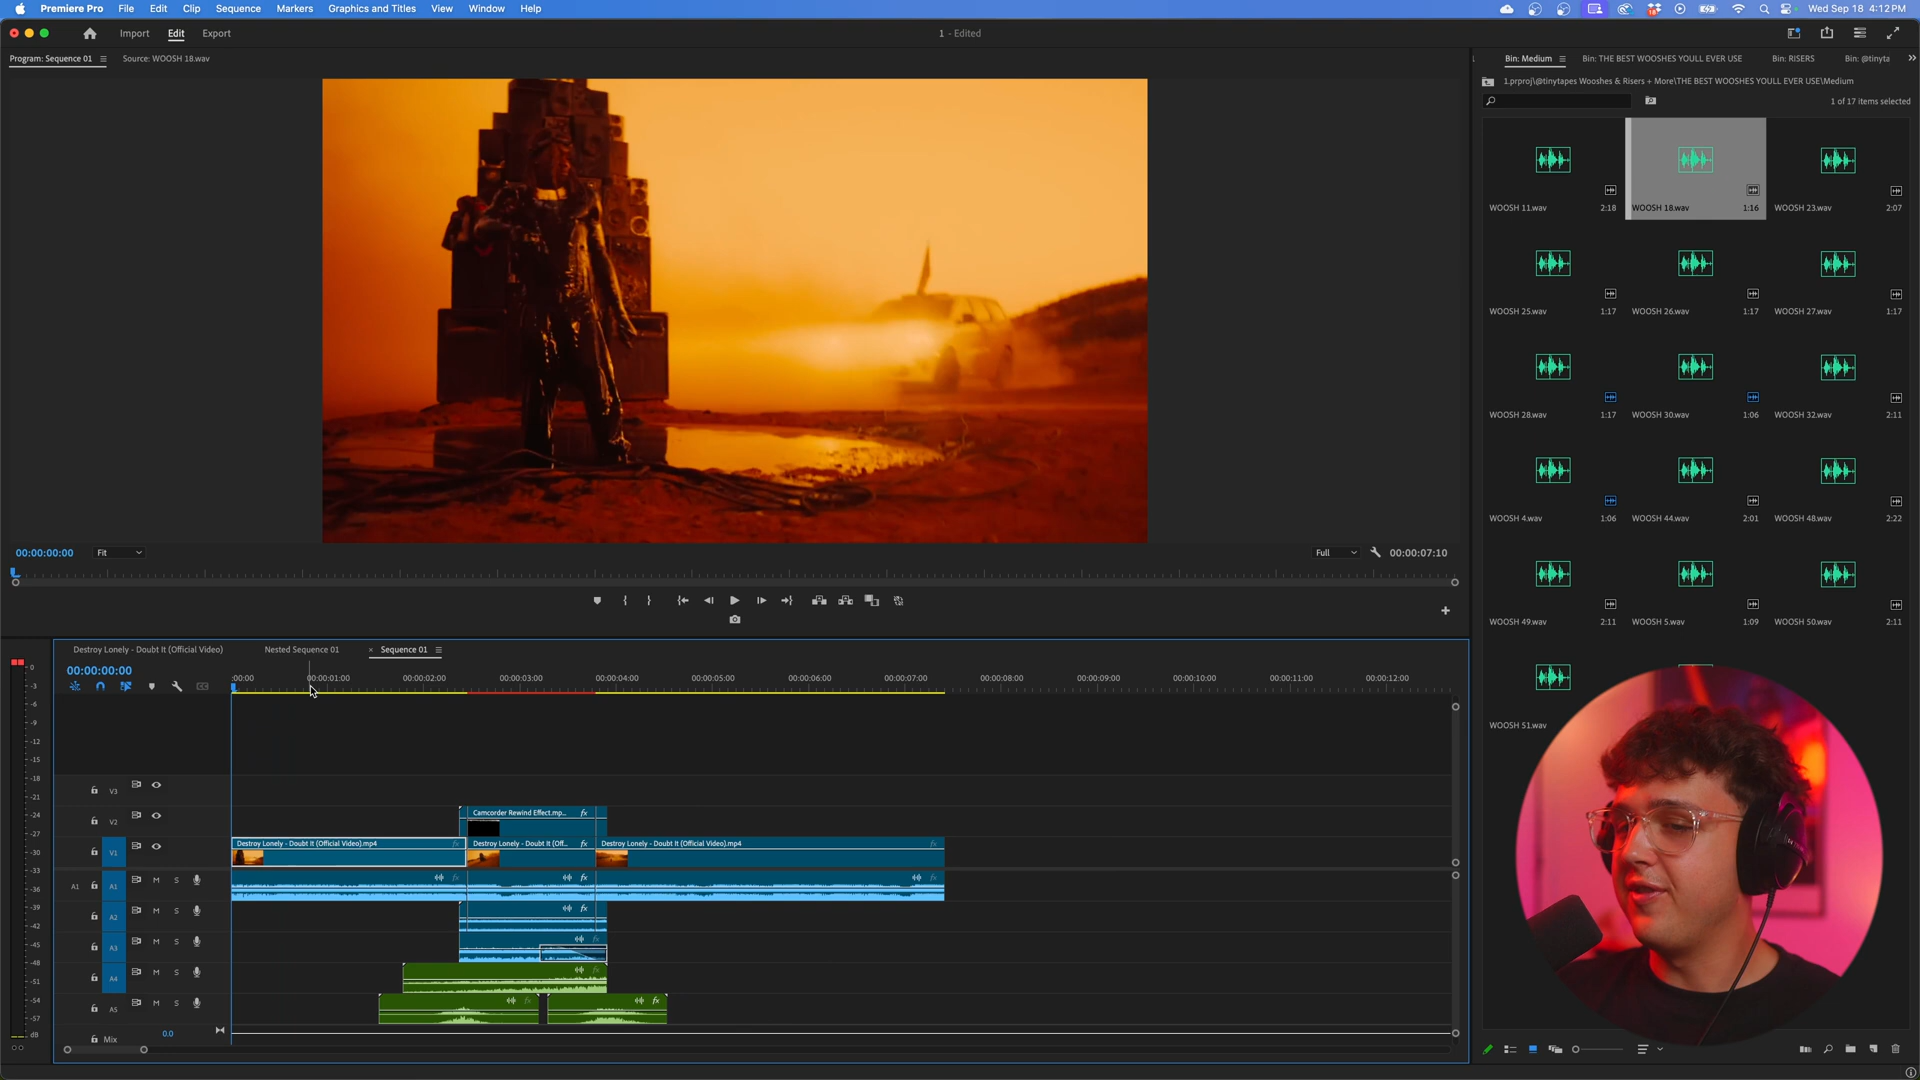 Premiere Pro File Edit Clip Sequence Markers Graphics and Titles View Window Help
Wed Sep 18 4:12 PM
Import Edit Export
1 - Edited
Program: Sequence 01 Source: WOOSH 18.wav
Bin: Medium Bin: THE BEST WOOSHES YOULL EVER USE Bin: RISERS Bin: @tinyta
1.prproj\@tinytapes Wooshes & Risers + More\THE BEST WOOSHES YOULL EVER USE\Medium
1 of 17 items selected
WOOSH 11.wav 2:18 WOOSH 18.wav 1:16 WOOSH 23.wav 2:07
WOOSH 25.wav 1:17 WOOSH 26.wav 1:17 WOOSH 27.wav 1:17
WOOSH 28.wav 1:17 WOOSH 30.wav 1:06 WOOSH 32.wav 2:11
WOOSH 4.wav 1:06 WOOSH 44.wav 2:01 WOOSH 48.wav 2:22
WOOSH 49.wav 2:11 WOOSH 5.wav 1:09 WOOSH 50.wav 2:11
WOOSH 51.wav
00:00:00:00 Fit Full 00:00:07:10
Destroy Lonely - Doubt It (Official Video) Nested Sequence 01 × Sequence 01
00:00:00:00
:00:00 00:00:01:00 00:00:02:00 00:00:03:00 00:00:04:00 00:00:05:00 00:00:06:00 00:00:07:00 00:00:08:00 00:00:09:00 00:00:10:00 00:00:11:00 00:00:12:00
0
-3
-6
-9
-12
-15
-18
-21
-24
-27
-30
-33
-36
-39
-42
-45
-48
-51
-54
-57
dB
V3
V2
Camcorder Rewind Effect.mp... fx
V1
Destroy Lonely - Doubt It (Official Video).mp4 fx Destroy Lonely - Doubt It (Off... fx Destroy Lonely - Doubt It (Official Video).mp4 fx
A1 A1 M S fx fx fx
A2 M S fx
A3 M S fx
A4 M S fx
A5 M S fx fx
Mix 0.0